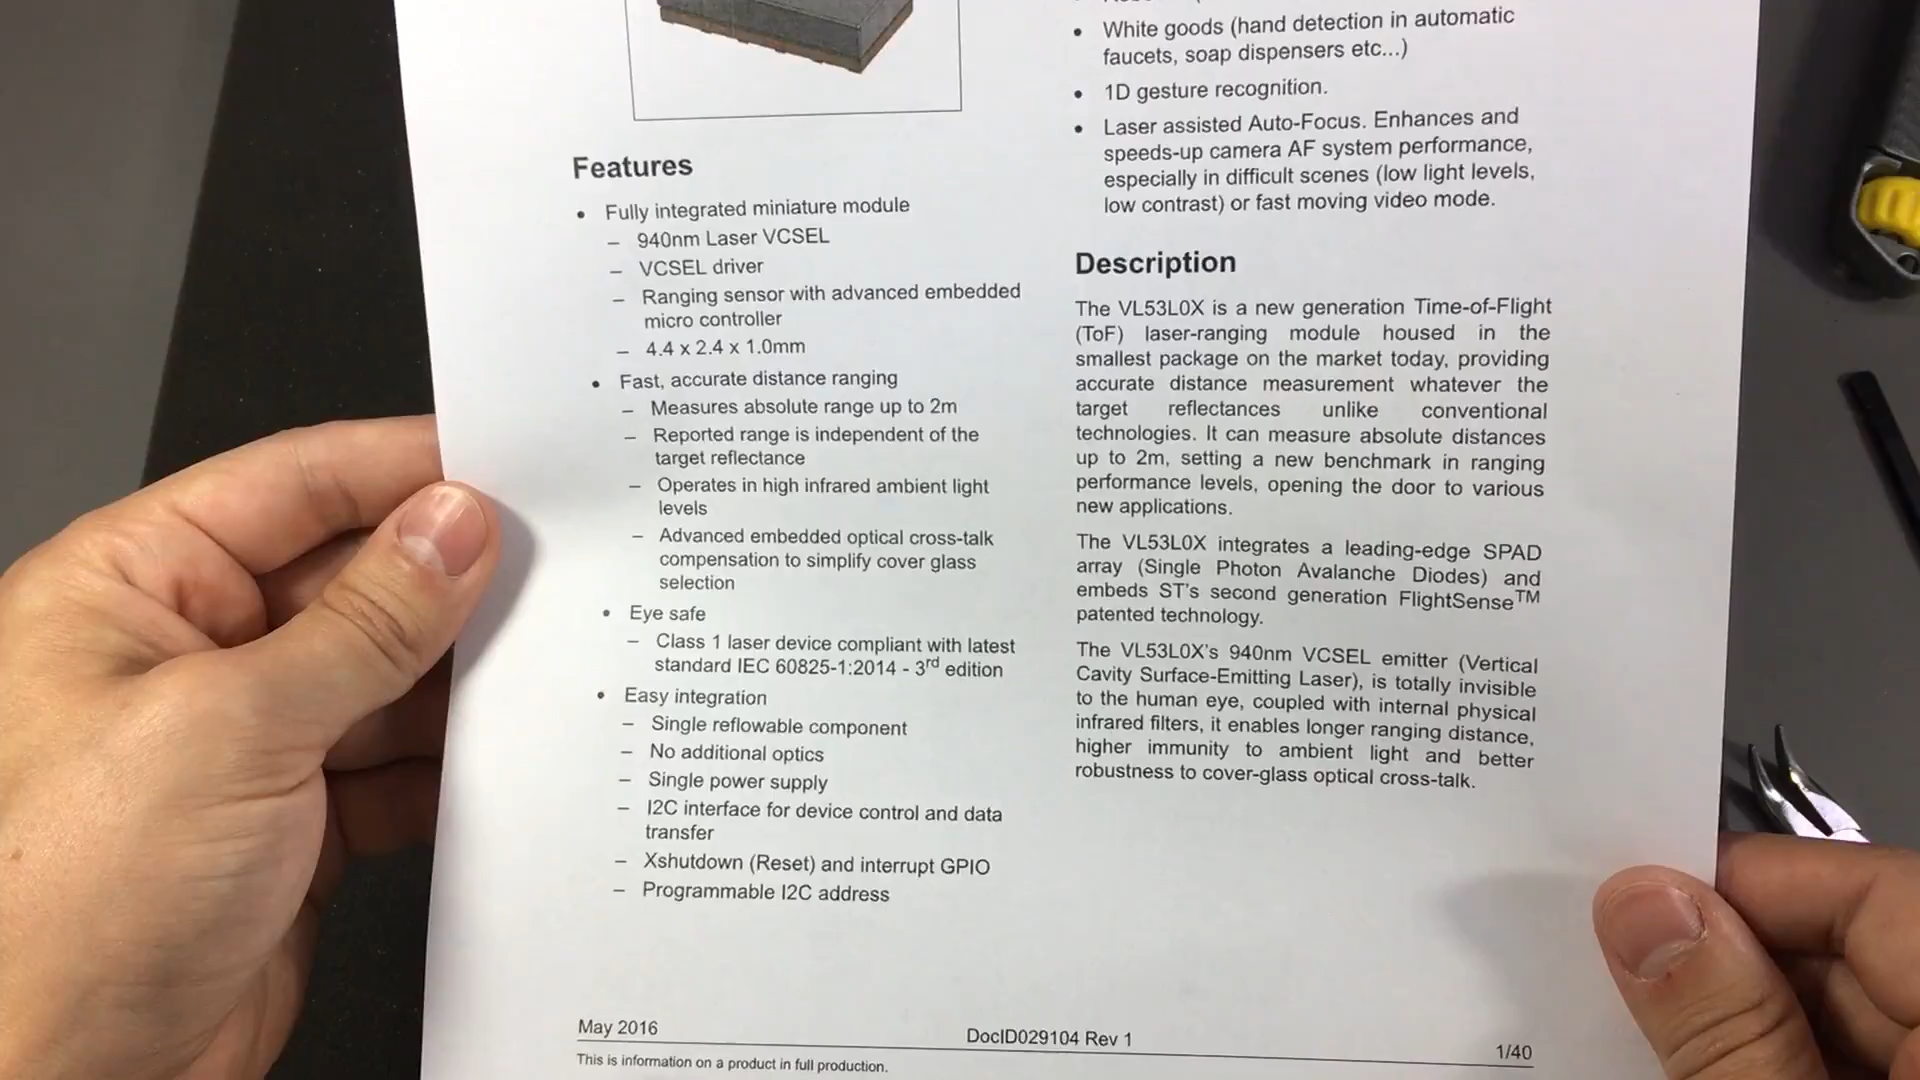 Features
• Fully integrated miniature module
– 940nm Laser VCSEL
– VCSEL driver
– Ranging sensor with advanced embedded
micro controller
– 4.4 x 2.4 x 1.0mm
• Fast, accurate distance ranging
– Measures absolute range up to 2m
– Reported range is independent of the
target reflectance
– Operates in high infrared ambient light
levels
– Advanced embedded optical cross-talk
compensation to simplify cover glass
selection
• Eye safe
– Class 1 laser device compliant with latest
standard IEC 60825-1:2014 - 3rd edition
• Easy integration
– Single reflowable component
– No additional optics
– Single power supply
– I2C interface for device control and data
transfer
– Xshutdown (Reset) and interrupt GPIO
– Programmable I2C address
• White goods (hand detection in automatic
faucets, soap dispensers etc...)
• 1D gesture recognition.
• Laser assisted Auto-Focus. Enhances and
speeds-up camera AF system performance,
especially in difficult scenes (low light levels,
low contrast) or fast moving video mode.
Description
The VL53L0X is a new generation Time-of-Flight
(ToF) laser-ranging module housed in the
smallest package on the market today, providing
accurate distance measurement whatever the
target reflectances unlike conventional
technologies. It can measure absolute distances
up to 2m, setting a new benchmark in ranging
performance levels, opening the door to various
new applications.
The VL53L0X integrates a leading-edge SPAD
array (Single Photon Avalanche Diodes) and
embeds ST's second generation FlightSense™
patented technology.
The VL53L0X's 940nm VCSEL emitter (Vertical
Cavity Surface-Emitting Laser), is totally invisible
to the human eye, coupled with internal physical
infrared filters, it enables longer ranging distance,
higher immunity to ambient light and better
robustness to cover-glass optical cross-talk.
May 2016
DocID029104 Rev 1
1/40
This is information on a product in full production.